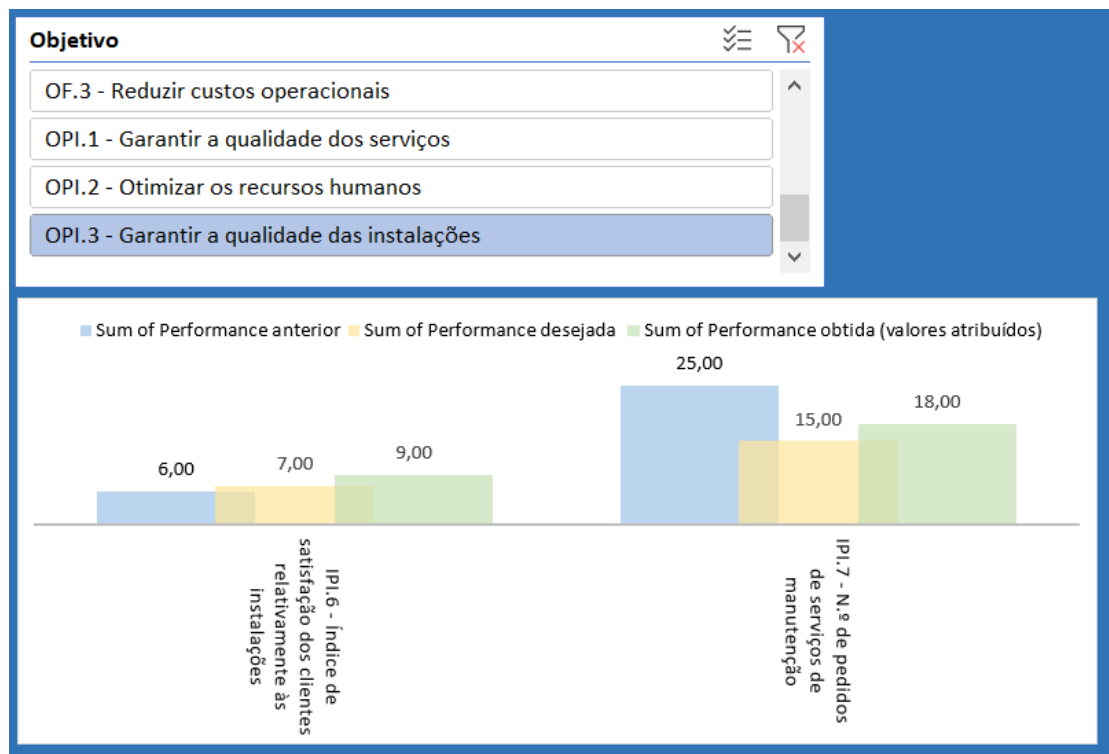 Objetivo
OF.3 - Reduzir custos operacionais
OPI.1 - Garantir a qualidade dos serviços
OPI.2 - Otimizar os recursos humanos
OPI.3 - Garantir a qualidade das instalações
Sum of Performance anterior Sum of Performance desejada Sum of Performance obtida (valores atribuídos)
6,00
7,00
9,00
25,00
15,00
18,00
IPI.6 - Índice de
satisfação dos clientes
relativamente às
instalações
IPI.7 - N.º de pedidos
de serviços de
manutenção